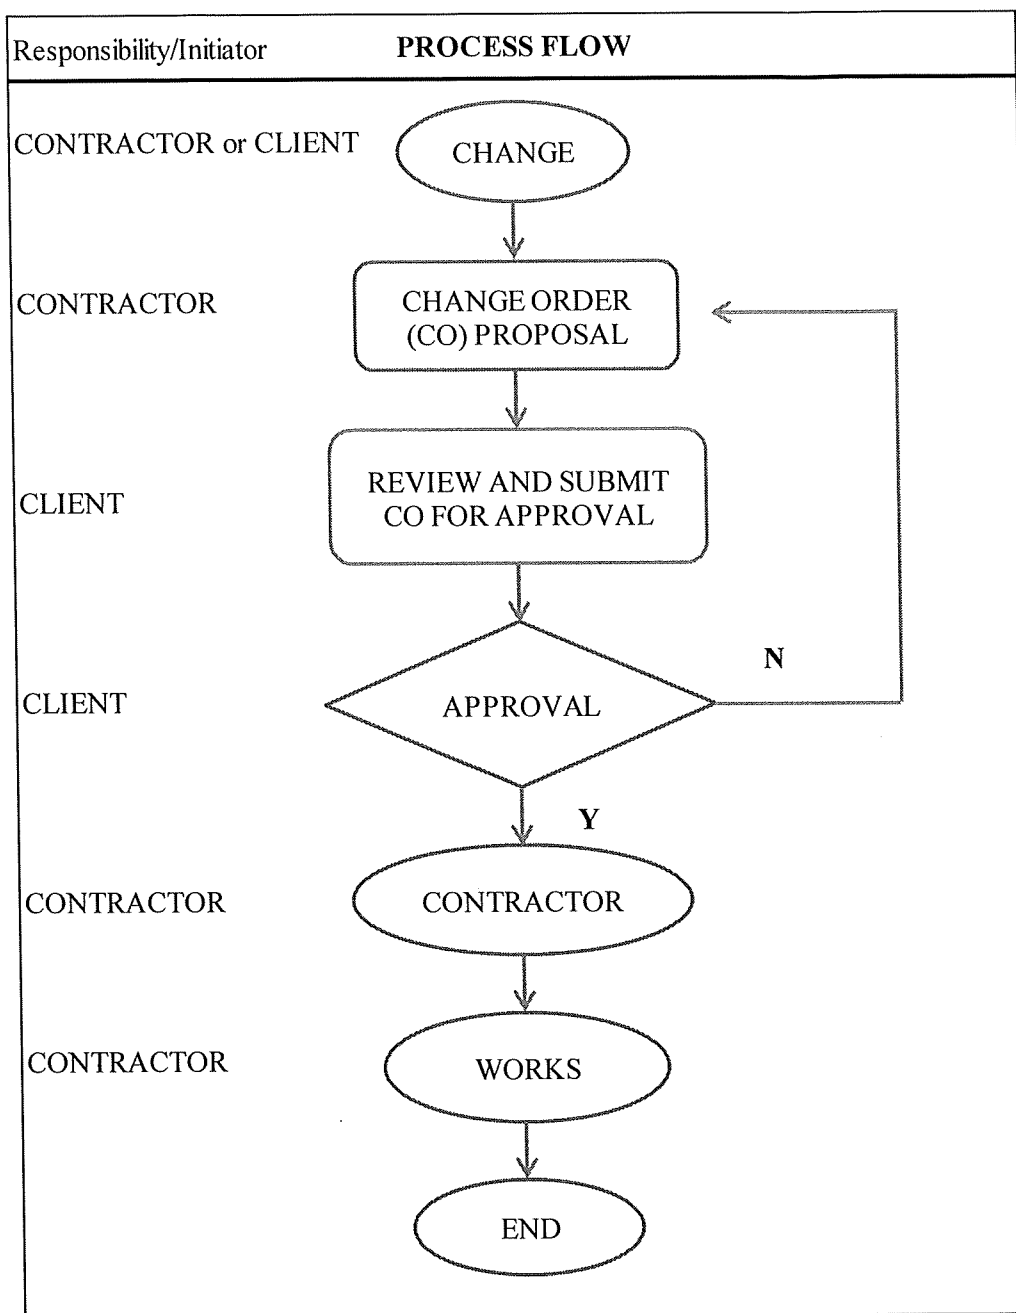 Responsibility/Initiator PROCESS FLOW
CONTRACTOR or CLIENT CHANGE
CONTRACTOR CHANGE ORDER
(CO) PROPOSAL
CLIENT REVIEW AND SUBMIT
CO FOR APPROVAL
N
CLIENT APPROVAL
Y
CONTRACTOR CONTRACTOR
CONTRACTOR WORKS
END